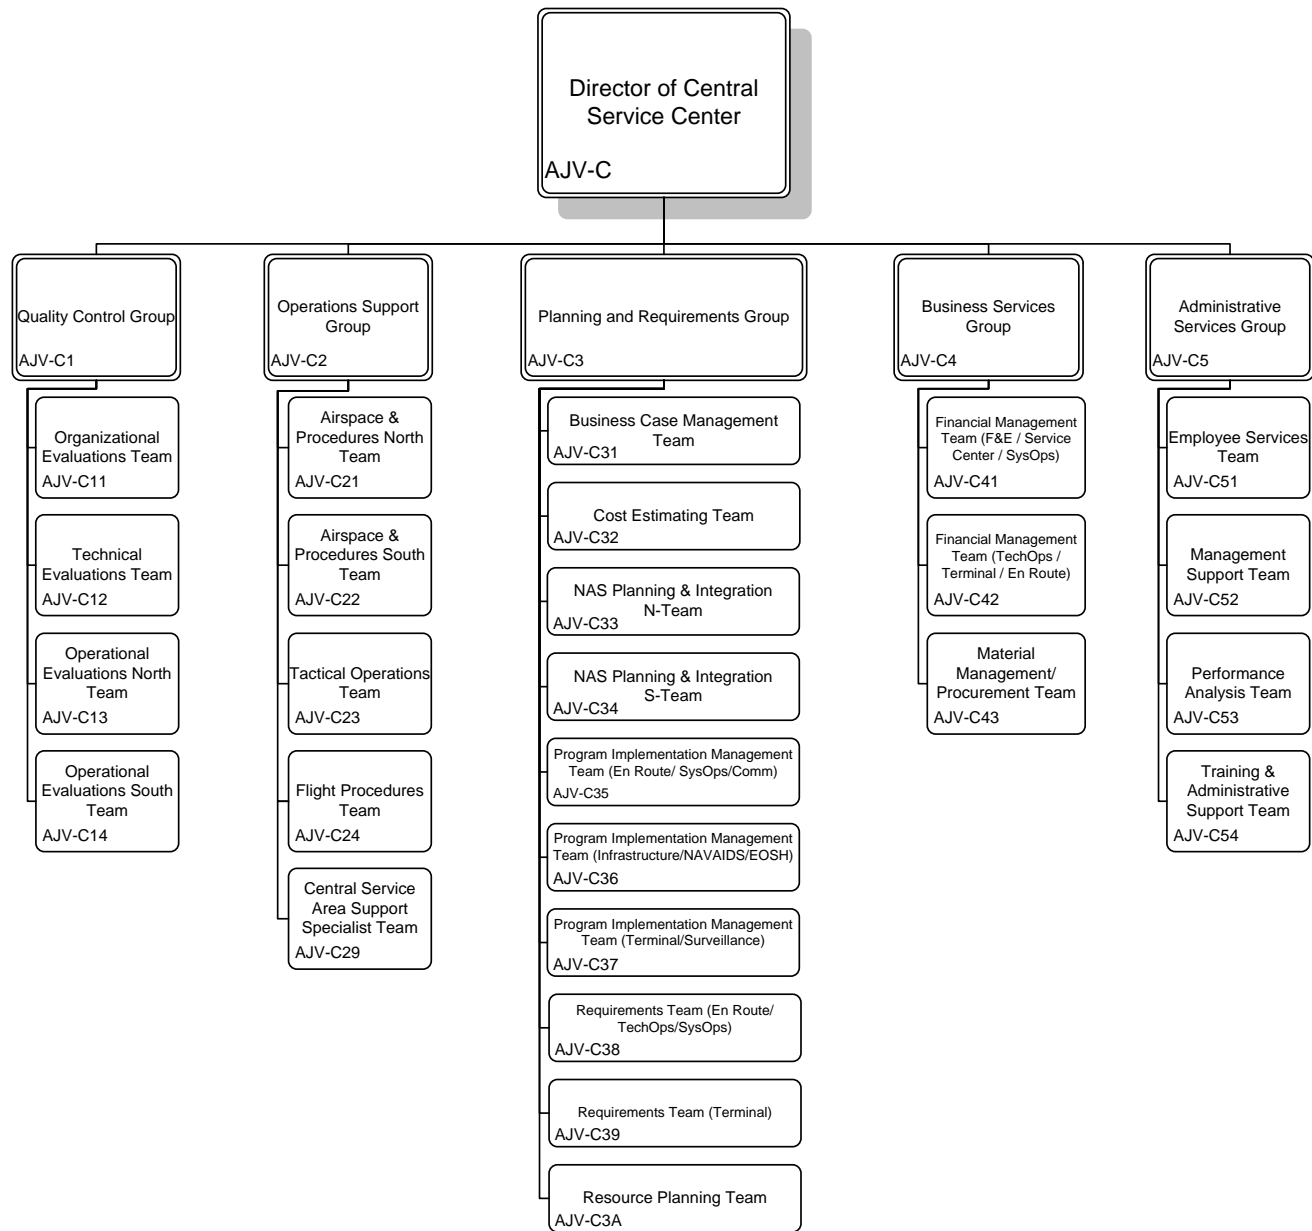 Director of Central
Service Center
AJV-C
Quality Control Group
AJV-C1
Operations Support
Group
AJV-C2
Planning and Requirements Group
AJV-C3
Business Services
Group
AJV-C4
Administrative
Services Group
AJV-C5
Organizational
Evaluations Team
AJV-C11
Technical
Evaluations Team
AJV-C12
Operational
Evaluations North
Team
AJV-C13
Operational
Evaluations South
Team
AJV-C14
Airspace &
Procedures North
Team
AJV-C21
Airspace &
Procedures South
Team
AJV-C22
Tactical Operations
Team
AJV-C23
Flight Procedures
Team
AJV-C24
Central Service
Area Support
Specialist Team
AJV-C29
Business Case Management
Team
AJV-C31
Cost Estimating Team
AJV-C32
NAS Planning & Integration
N-Team
AJV-C33
NAS Planning & Integration
S-Team
AJV-C34
Program Implementation Management
Team (En Route/ SysOps/Comm)
AJV-C35
Program Implementation Management
Team (Infrastructure/NAVAIDS/EOSH)
AJV-C36
Program Implementation Management
Team (Terminal/Surveillance)
AJV-C37
Requirements Team (En Route/
TechOps/SysOps)
AJV-C38
Requirements Team (Terminal)
AJV-C39
Resource Planning Team
AJV-C3A
Financial Management
Team (F&E / Service
Center / SysOps)
AJV-C41
Financial Management
Team (TechOps /
Terminal / En Route)
AJV-C42
Material
Management/
Procurement Team
AJV-C43
Employee Services
Team
AJV-C51
Management
Support Team
AJV-C52
Performance
Analysis Team
AJV-C53
Training &
Administrative
Support Team
AJV-C54